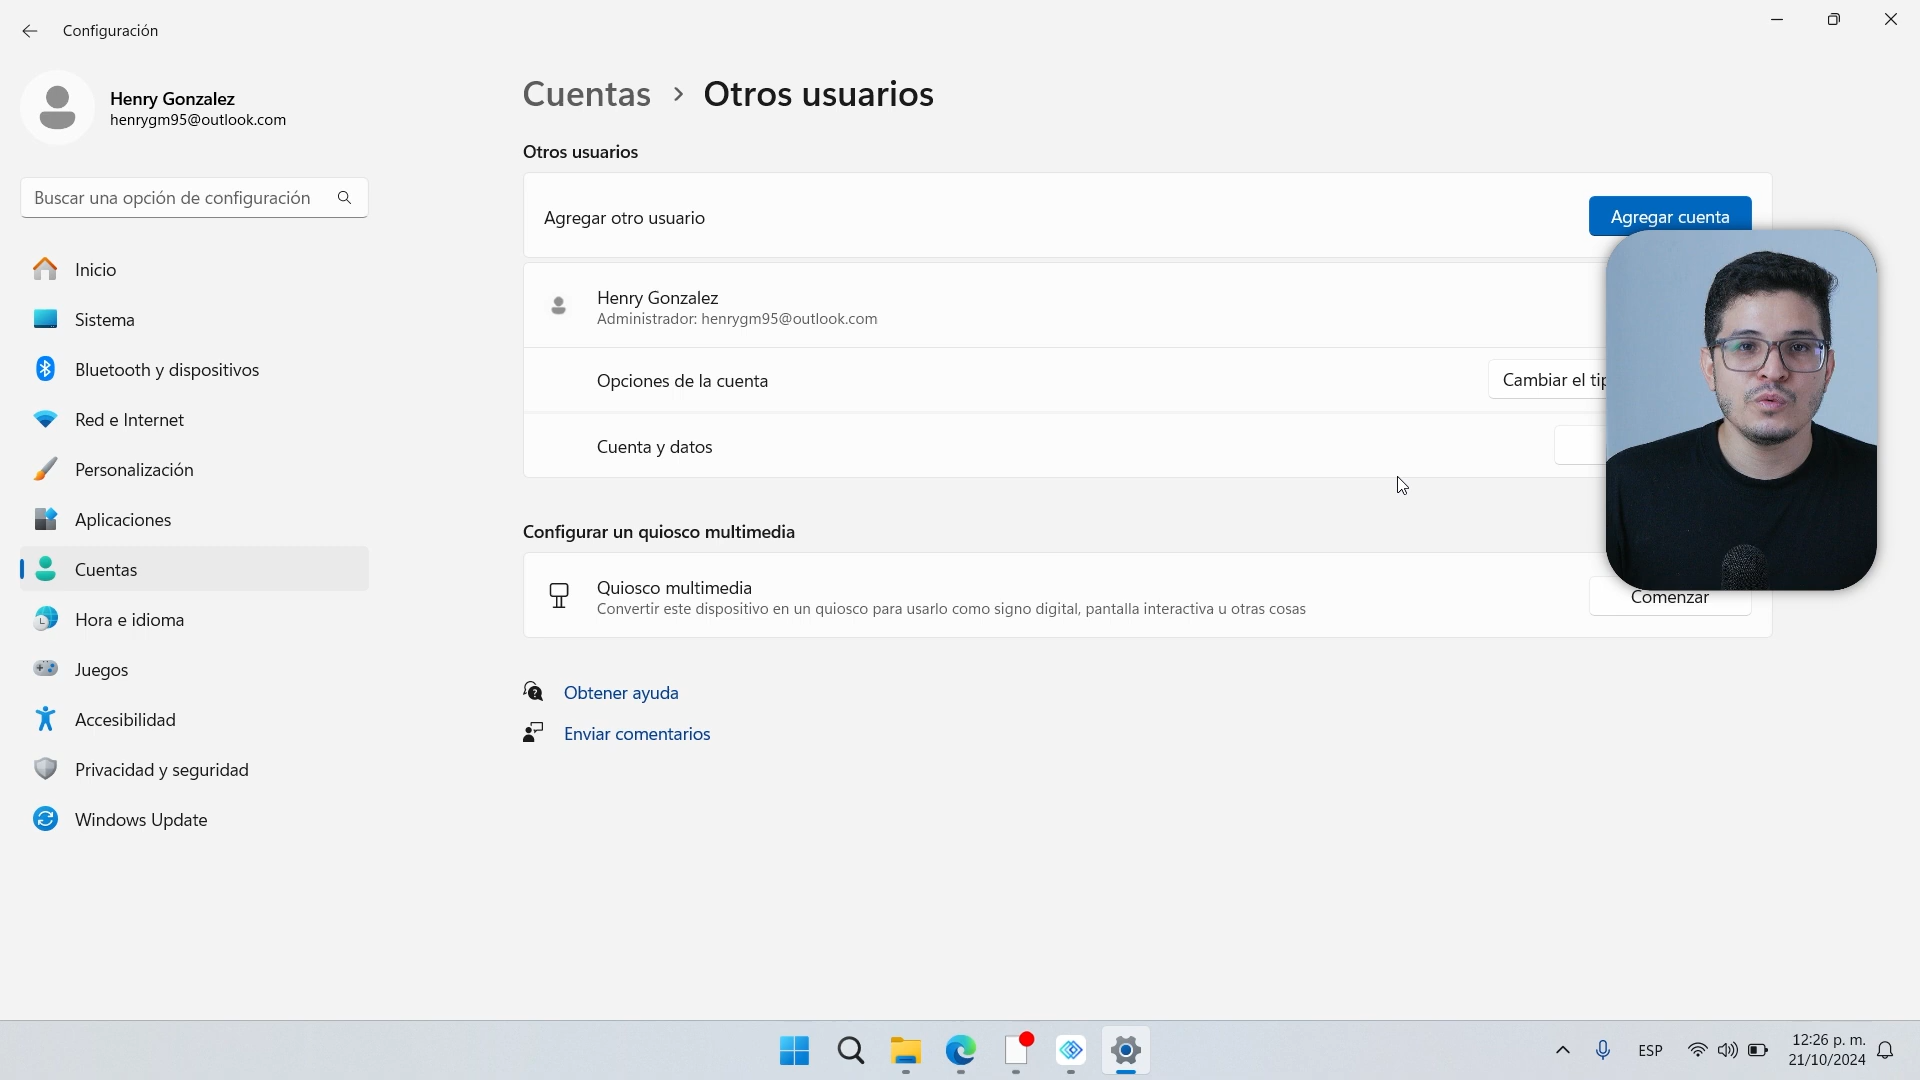 Configuración
Henry Gonzalez
henrygm95@outlook.com
Buscar una opción de configuración
Inicio
Sistema
Bluetooth y dispositivos
Red e Internet
Personalización
Aplicaciones
Cuentas
Hora e idioma
Juegos
Accesibilidad
Privacidad y seguridad
Windows Update
Cuentas > Otros usuarios
Otros usuarios
Agregar otro usuario
Agregar cuenta
Henry Gonzalez
Administrador: henrygm95@outlook.com
Opciones de la cuenta
Cambiar el tip
Cuenta y datos
Configurar un quiosco multimedia
Quiosco multimedia
Convertir este dispositivo en un quiosco para usarlo como signo digital, pantalla interactiva u otras cosas
Comenzar
Obtener ayuda
Enviar comentarios
ESP
12:26 p. m.
21/10/2024